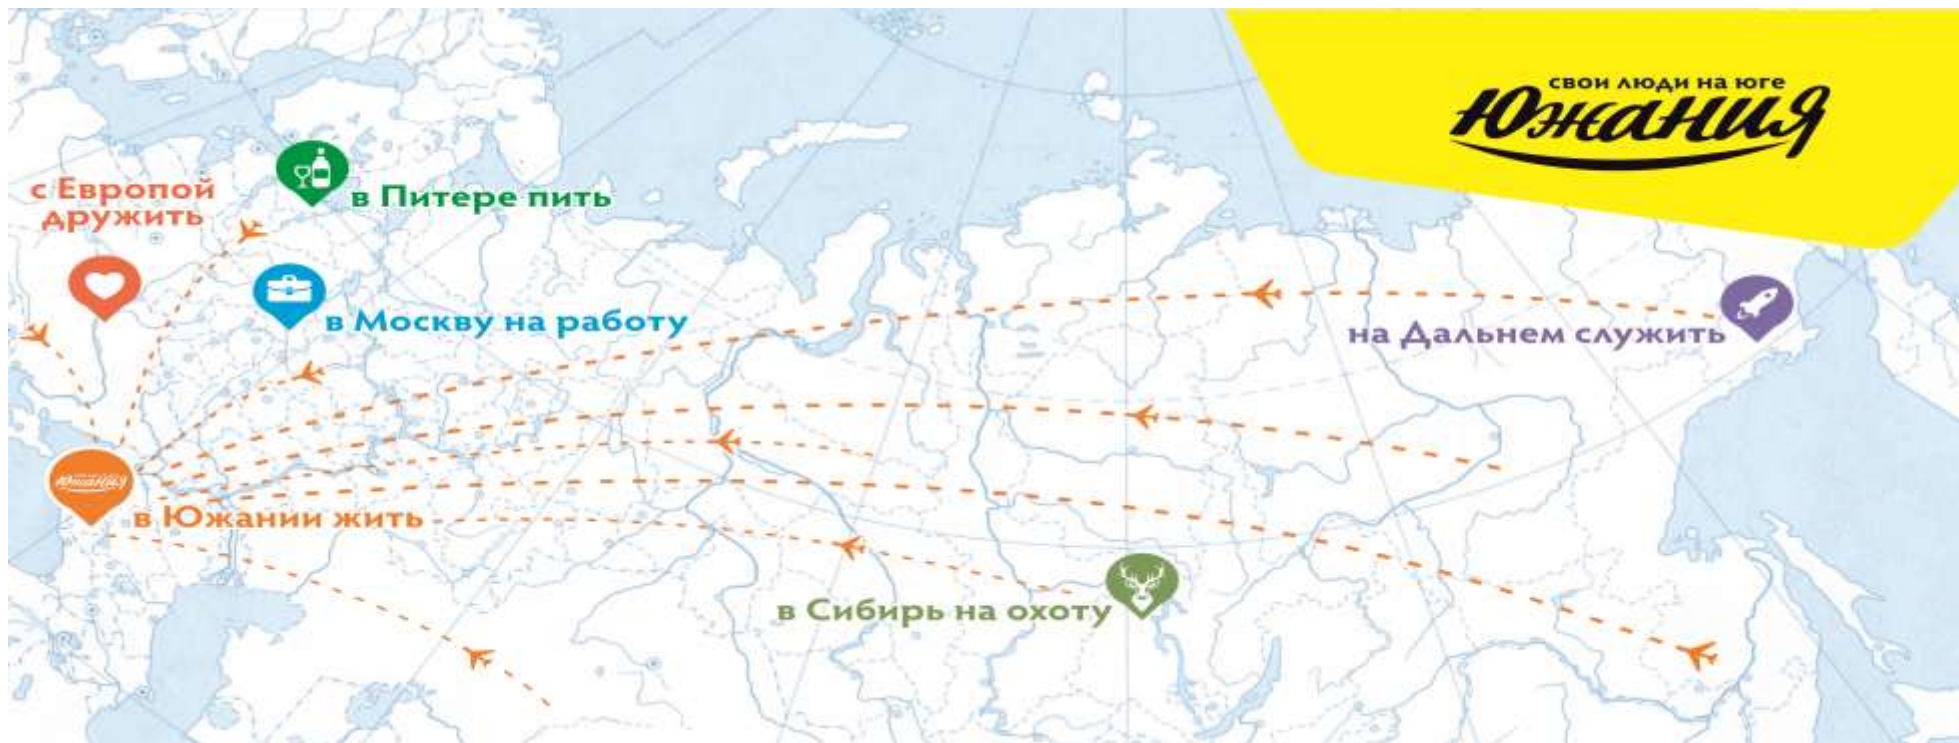 свои люди на юге
Южания
с Европой
дружить
в Питере пить
в Москву на работу
на Дальнем служить
Южания
в Южании жить
в Сибирь на охоту